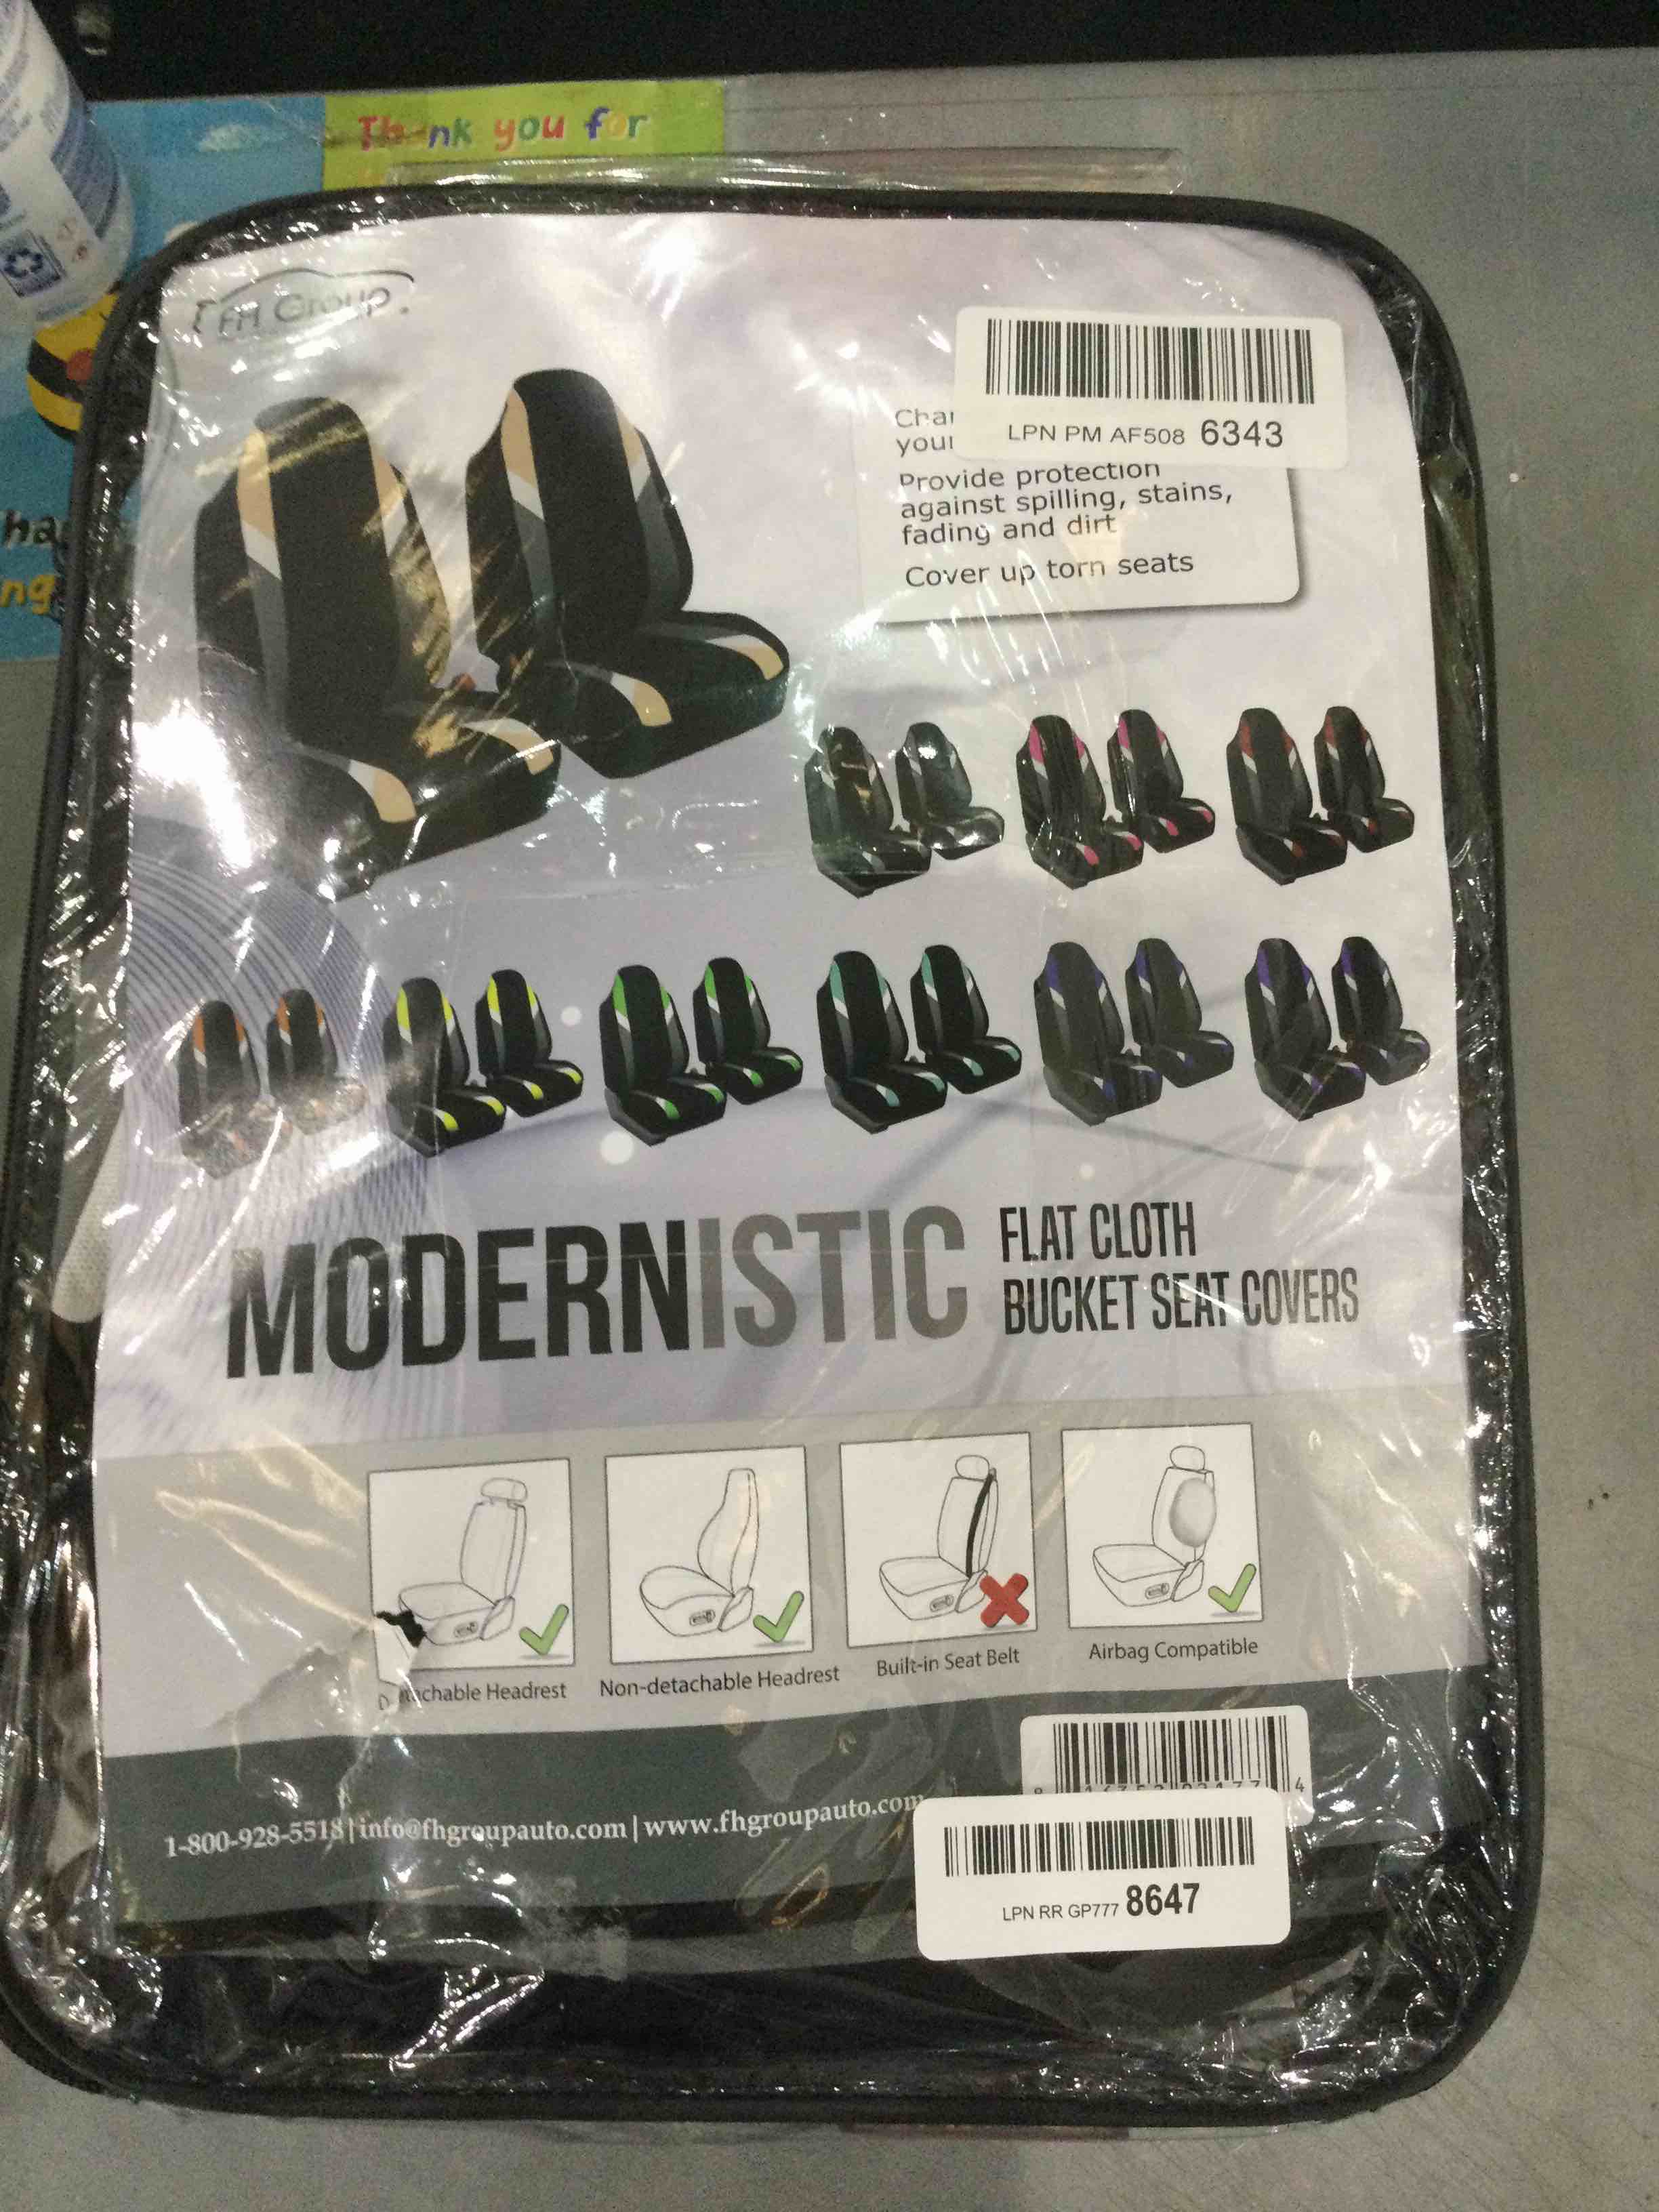 Thank you for
FH Group
LPN PM AF508 6343
Provide protection
against spilling, stains,
fading and dirt
Cover up torn seats
MODERNISTIC
FLAT CLOTH
BUCKET SEAT COVERS
Non-detachable Headrest
Headrest
Built-in Seat Belt
Airbag Compatible
1-800-928-5518 | info@fhgroupauto.com | www.fhgroupauto.com
LPN RR GP777 8647